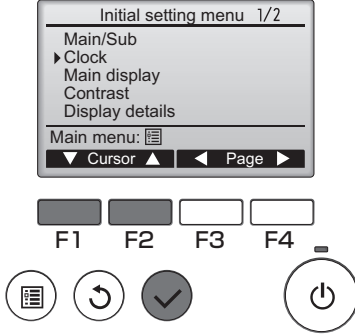 Initial setting menu 1/2
Main/Sub
Clock
Main display
Contrast
Display details
Main menu:
▼ Cursor ▲ ◀ Page ▶
F1 F2 F3 F4